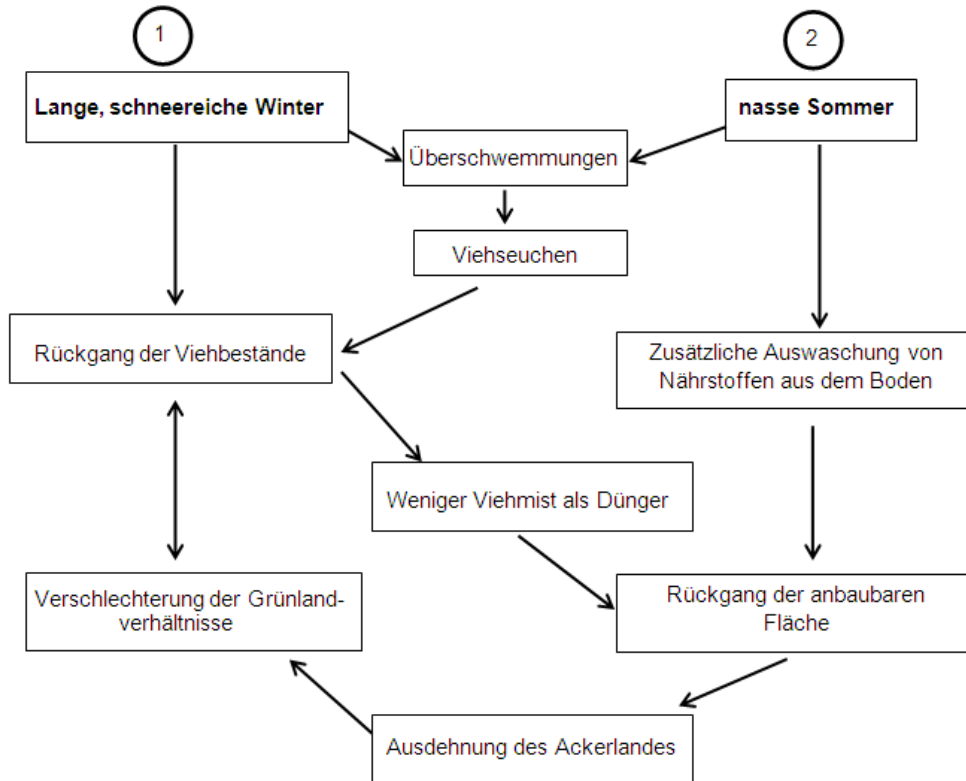 1
2
Lange, schneereiche Winter
nasse Sommer
Überschwemmungen
Viehseuchen
Rückgang der Viehbestände
Zusätzliche Auswaschung von
Nährstoffen aus dem Boden
Weniger Viehmist als Dünger
Verschlechterung der Grünland-
verhältnisse
Rückgang der anbaubaren
Fläche
Ausdehnung des Ackerlandes